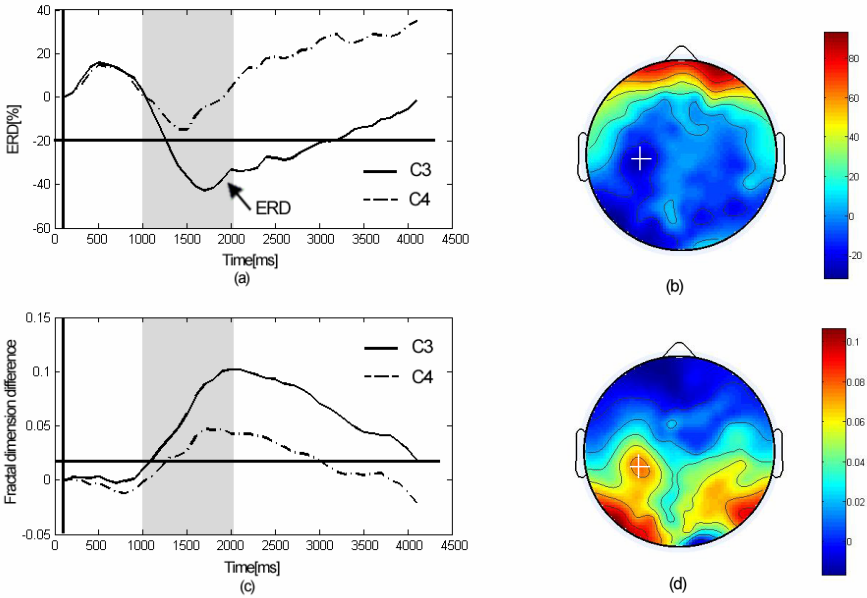 40
20
0
-20
-40
-60
ERD[%]
C3
C4
ERD
0 500 1000 1500 2000 2500 3000 3500 4000 4500
Time[ms]
(a)
80
60
40
20
0
-20
(b)
0.15
0.1
0.05
0
-0.05
Fractal dimension difference
C3
C4
0 500 1000 1500 2000 2500 3000 3500 4000 4500
Time[ms]
(c)
0.1
0.08
0.06
0.04
0.02
0
(d)